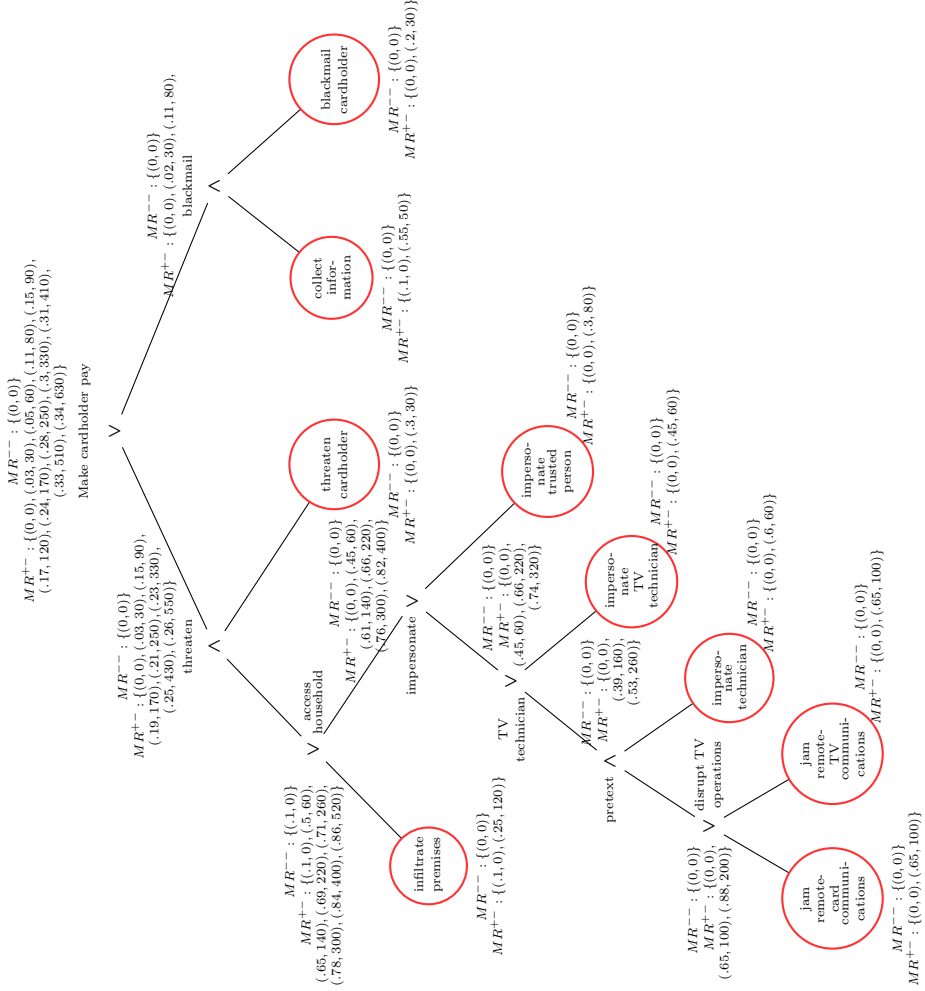 MR⁻⁻ : {(0, 0)}
MR⁺⁻ : {(0, 0), (.03, 30), (.05, 60), (.11, 80), (.15, 90),
(.17, 120), (.24, 170), (.28, 250), (.3, 330), (.31, 410),
(.33, 510), (.34, 630)}
Make cardholder pay
∨
MR⁻⁻ : {(0, 0)}
MR⁺⁻ : {(0, 0), (.03, 30), (.15, 90),
(.19, 170), (.21, 250), (.23, 330),
(.25, 430), (.26, 550)}
threaten
∧
MR⁻⁻ : {(0, 0)}
MR⁺⁻ : {(0, 0), (.02, 30), (.11, 80),
blackmail
∧
MR⁻⁻ : {(.1, 0)}
MR⁺⁻ : {(.1, 0), (.5, 60),
(.65, 140), (.69, 220), (.71, 260),
(.78, 300), (.84, 400), (.86, 520)}
access
household
∨
threaten
cardholder
MR⁻⁻ : {(0, 0)}
MR⁺⁻ : {(0, 0), (.3, 30)}
collect
infor-
mation
MR⁻⁻ : {(0, 0)}
MR⁺⁻ : {(.1, 0), (.55, 50)}
blackmail
cardholder
MR⁻⁻ : {(0, 0)}
MR⁺⁻ : {(0, 0), (.2, 30)}
infiltrate
premises
MR⁻⁻ : {(0, 0)}
MR⁺⁻ : {(.1, 0), (.25, 120)}
MR⁻⁻ : {(0, 0)}
MR⁺⁻ : {(0, 0), (.45, 60),
(.61, 140), (.66, 220),
(.76, 300), (.82, 400)}
impersonate
∨
MR⁻⁻ : {(0, 0)}
MR⁺⁻ : {(0, 0),
(.45, 60), (.66, 220),
(.74, 320)}
TV
technician
∨
imperso-
nate
trusted
person
MR⁻⁻ : {(0, 0)}
MR⁺⁻ : {(0, 0), (.3, 80)}
MR⁻⁻ : {(0, 0)}
MR⁺⁻ : {(0, 0),
(.39, 160),
(.53, 260)}
pretext
∧
imperso-
nate
TV
technician
MR⁻⁻ : {(0, 0)}
MR⁺⁻ : {(0, 0), (.45, 60)}
MR⁻⁻ : {(0, 0)}
MR⁺⁻ : {(0, 0),
(.65, 100), (.88, 200)}
disrupt TV
operations
∨
imperso-
nate
technician
MR⁻⁻ : {(0, 0)}
MR⁺⁻ : {(0, 0), (.6, 60)}
jam
remote-
card
communi-
cations
MR⁻⁻ : {(0, 0)}
MR⁺⁻ : {(0, 0), (.65, 100)}
jam
remote-
TV
communi-
cations
MR⁻⁻ : {(0, 0)}
MR⁺⁻ : {(0, 0), (.65, 100)}